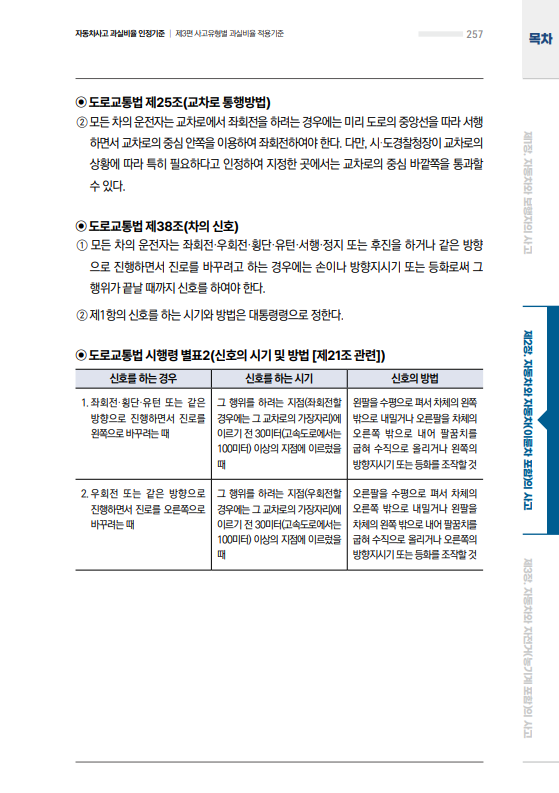 자동차사고 과실비율 인정기준 | 제3편 사고유형별 과실비율 적용기준
257
목차
◉ 도로교통법 제25조(교차로 통행방법)
② 모든 차의 운전자는 교차로에서 좌회전을 하려는 경우에는 미리 도로의 중앙선을 따라 서행
하면서 교차로의 중심 안쪽을 이용하여 좌회전하여야 한다. 다만, 시·도경찰청장이 교차로의
상황에 따라 특히 필요하다고 인정하여 지정한 곳에서는 교차로의 중심 바깥쪽을 통과할
수 있다.
◉ 도로교통법 제38조(차의 신호)
① 모든 차의 운전자는 좌회전·우회전·횡단·유턴·서행·정지 또는 후진을 하거나 같은 방향
으로 진행하면서 진로를 바꾸려고 하는 경우에는 손이나 방향지시기 또는 등화로써 그
행위가 끝날 때까지 신호를 하여야 한다.
② 제1항의 신호를 하는 시기와 방법은 대통령령으로 정한다.
◉ 도로교통법 시행령 별표2(신호의 시기 및 방법 [제21조 관련])
신호를 하는 경우
신호를 하는 시기
신호의 방법
1. 좌회전·횡단·유턴 또는 같은
방향으로 진행하면서 진로를
왼쪽으로 바꾸려는 때
그 행위를 하려는 지점(좌회전할
경우에는 그 교차로의 가장자리)에
이르기 전 30미터(고속도로에서는
100미터) 이상의 지점에 이르렀을
때
왼팔을 수평으로 펴서 차체의 왼쪽
밖으로 내밀거나 오른팔을 차체의
오른쪽 밖으로 내어 팔꿈치를
굽혀 수직으로 올리거나 왼쪽의
방향지시기 또는 등화를 조작할 것
2. 우회전 또는 같은 방향으로
진행하면서 진로를 오른쪽으로
바꾸려는 때
그 행위를 하려는 지점(우회전할
경우에는 그 교차로의 가장자리)에
이르기 전 30미터(고속도로에서는
100미터) 이상의 지점에 이르렀을
때
오른팔을 수평으로 펴서 차체의
오른쪽 밖으로 내밀거나 왼팔을
차체의 왼쪽 밖으로 내어 팔꿈치를
굽혀 수직으로 올리거나 오른쪽의
방향지시기 또는 등화를 조작할 것
제1장. 자동차와 보행자의 사고
제2장. 자동차와 자동차(이륜차 포함)의 사고
제3장. 자동차와 자전거(농기계 포함)의 사고